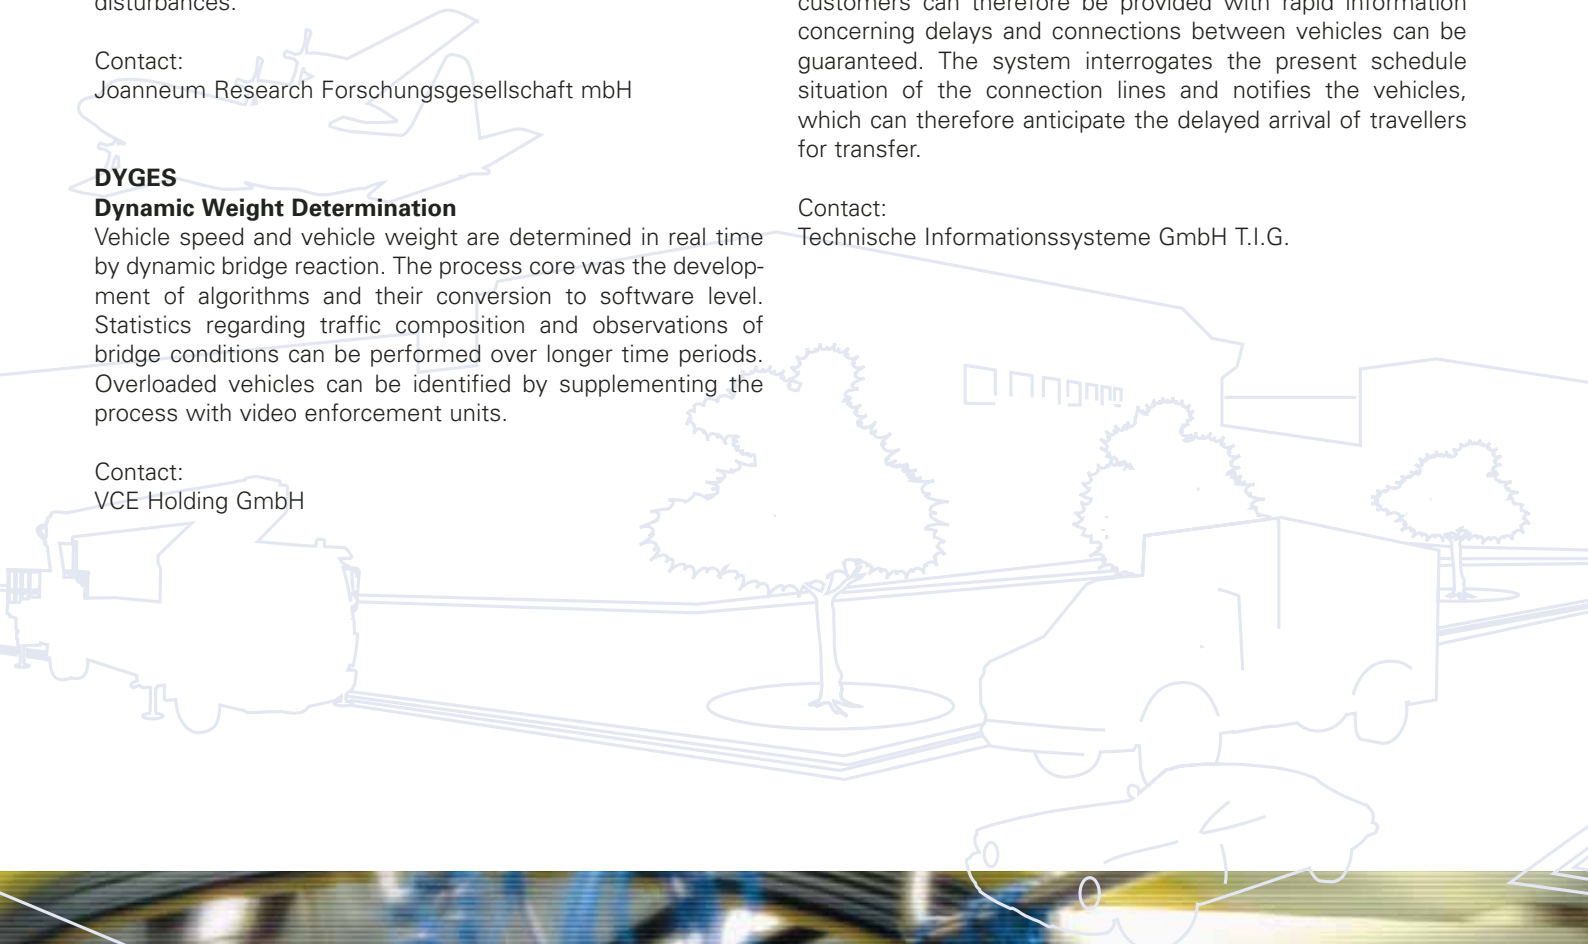 disturbances.
Contact:
Joanneum Research Forschungsgesellschaft mbH
DYGES
Dynamic Weight Determination
Vehicle speed and vehicle weight are determined in real time
by dynamic bridge reaction. The process core was the develop-
ment of algorithms and their conversion to software level.
Statistics regarding traffic composition and observations of
bridge conditions can be performed over longer time periods.
Overloaded vehicles can be identified by supplementing the
process with video enforcement units.
Contact:
VCE Holding GmbH
customers can therefore be provided with rapid information
concerning delays and connections between vehicles can be
guaranteed. The system interrogates the present schedule
situation of the connection lines and notifies the vehicles,
which can therefore anticipate the delayed arrival of travellers
for transfer.
Contact:
Technische Informationssysteme GmbH T.I.G.